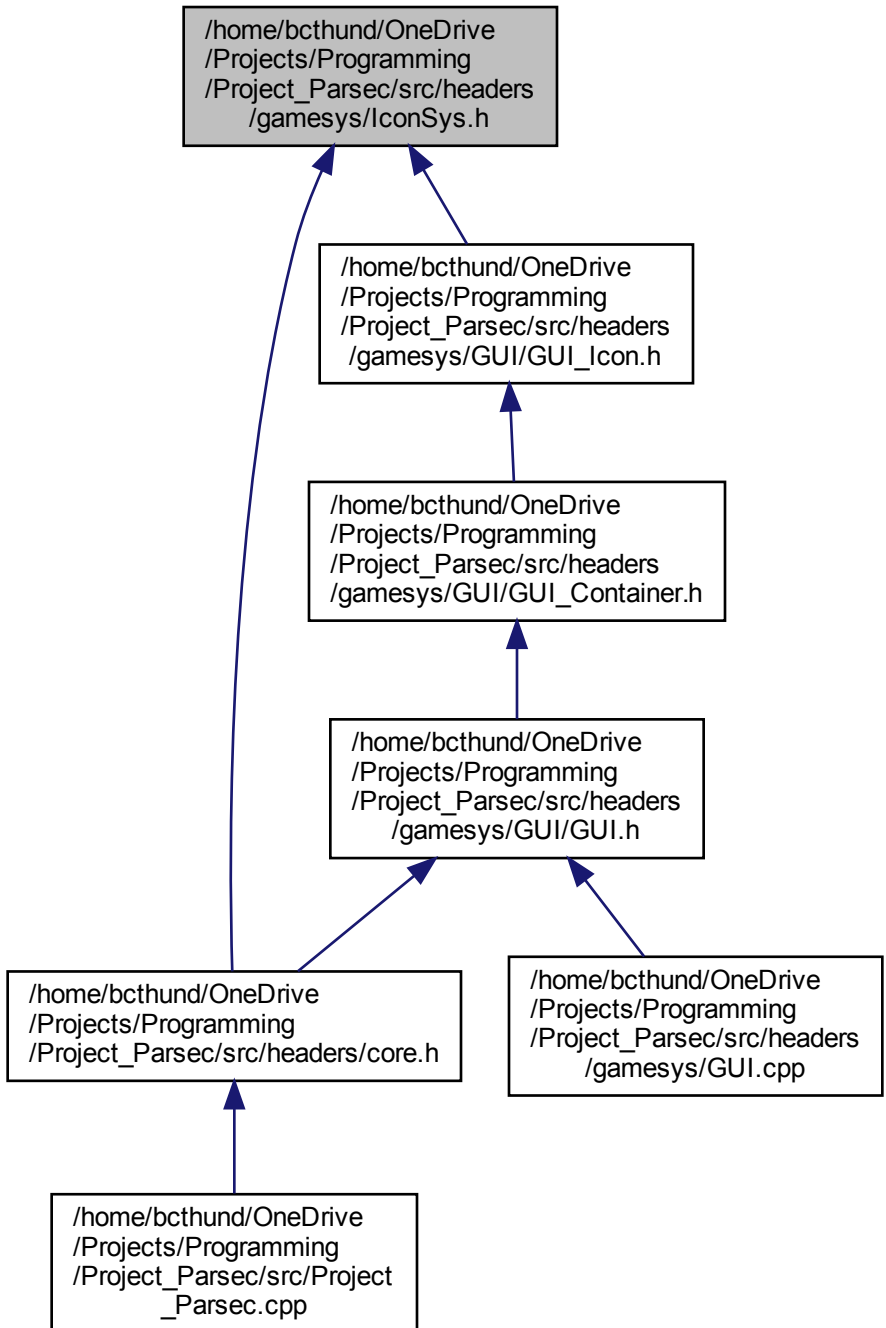 /home/bcthund/OneDrive
/Projects/Programming
/Project_Parsec/src/headers
/gamesys/IconSys.h
/home/bcthund/OneDrive
/Projects/Programming
/Project_Parsec/src/headers
/gamesys/GUI/GUI_Icon.h
/home/bcthund/OneDrive
/Projects/Programming
/Project_Parsec/src/headers
/gamesys/GUI/GUI_Container.h
/home/bcthund/OneDrive
/Projects/Programming
/Project_Parsec/src/headers
/gamesys/GUI/GUI.h
/home/bcthund/OneDrive
/Projects/Programming
/Project_Parsec/src/headers/core.h
/home/bcthund/OneDrive
/Projects/Programming
/Project_Parsec/src/headers
/gamesys/GUI.cpp
/home/bcthund/OneDrive
/Projects/Programming
/Project_Parsec/src/Project
_Parsec.cpp